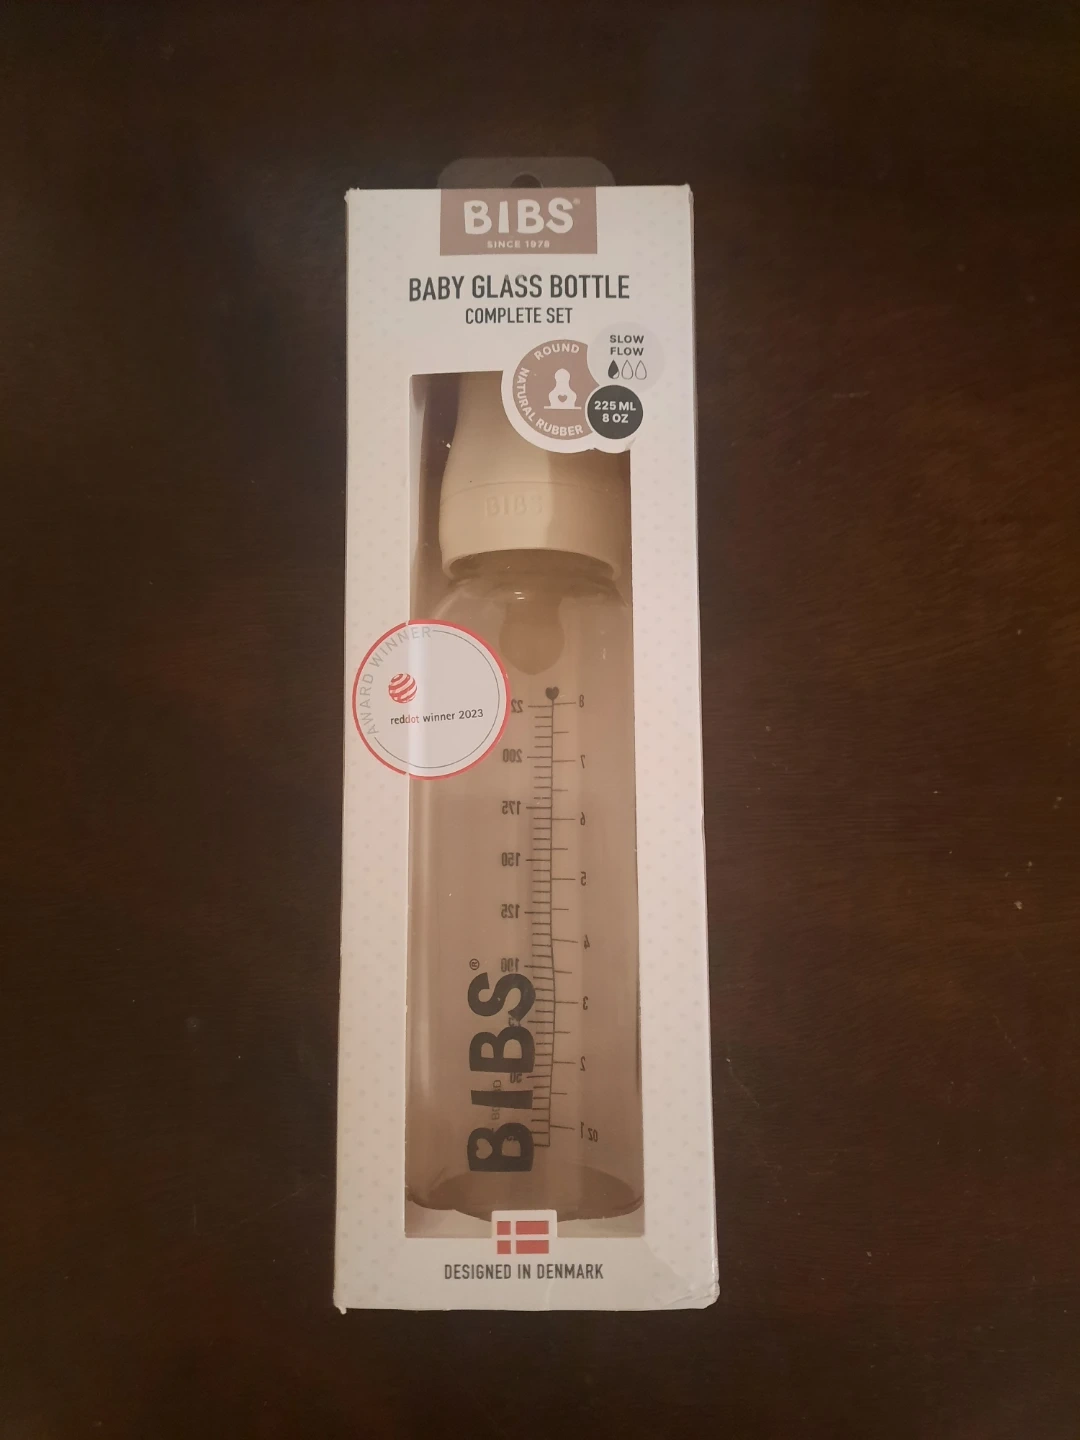 BIBS®
SINCE 1978
BABY GLASS BOTTLE
COMPLETE SET
ROUND
NATURAL RUBBER
SLOW
FLOW
225 ML
8 OZ
BIBS
AWARD WINNER
reddot winner 2023
8
200
7
175
6
150
5
125
4
100
3
2
50
1 oz
BIBS®
DESIGNED IN DENMARK